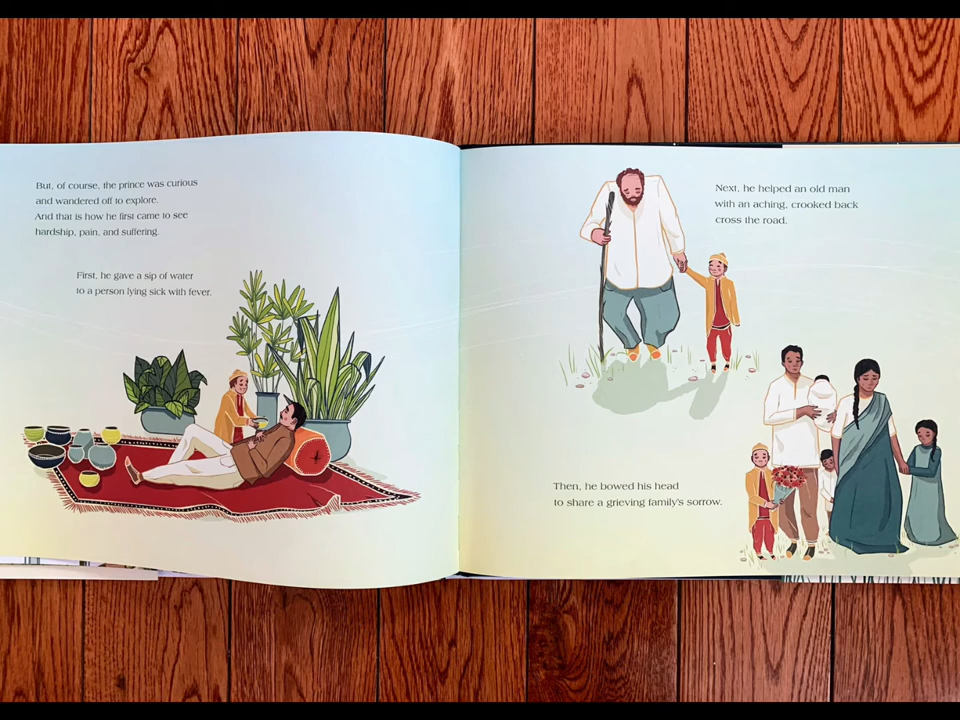 But, of course, the prince was curious
and wandered off to explore.
And that is how he first came to see
hardship, pain, and suffering.
First, he gave a sip of water
to a person lying sick with fever.
Next, he helped an old man
with an aching, crooked back
cross the road.
Then, he bowed his head
to share a grieving family's sorrow.